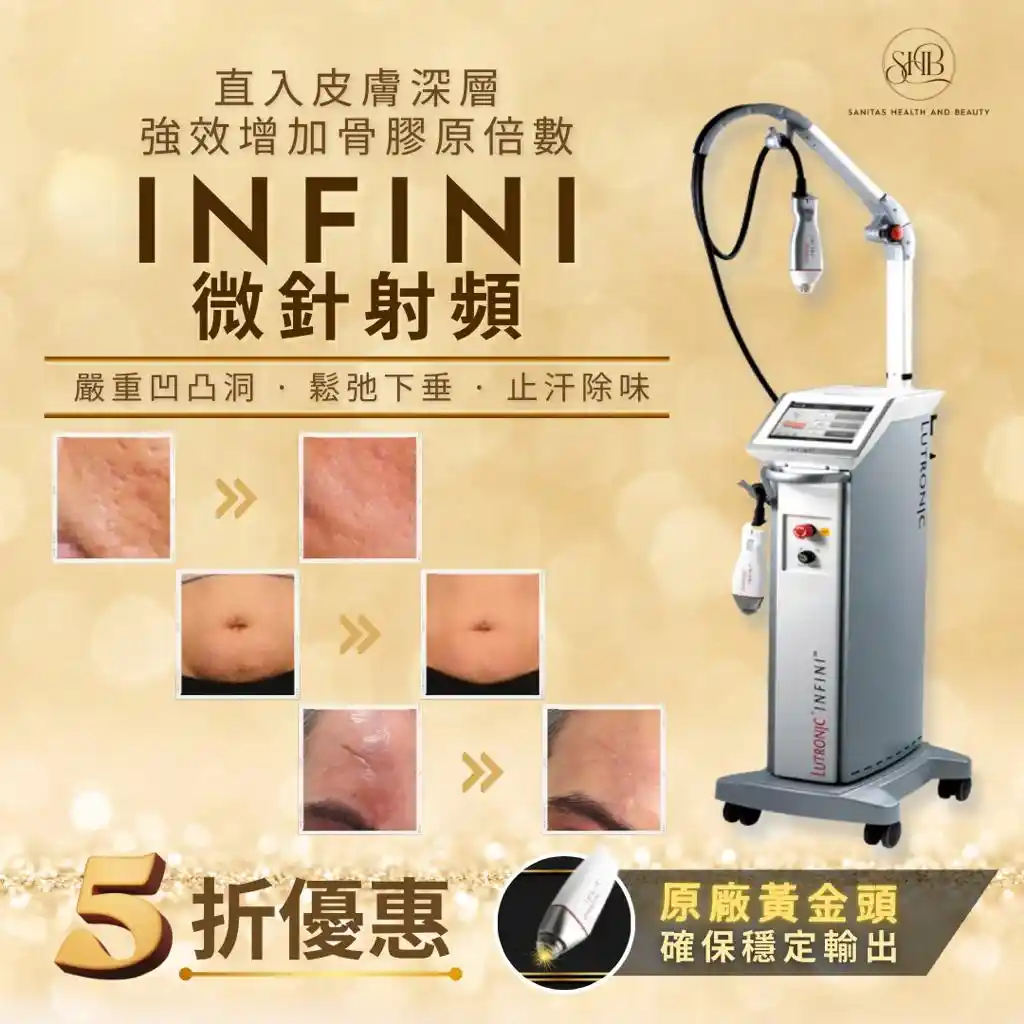 SHB
SANITAS HEALTH AND BEAUTY
直入皮膚深層
強效增加骨膠原倍數
INFINI
微針射頻
嚴重凹凸洞 · 鬆弛下垂 · 止汗除味
LUTRONIC
LUTRONIC INFINI™
5折優惠
原廠黃金頭
確保穩定輸出